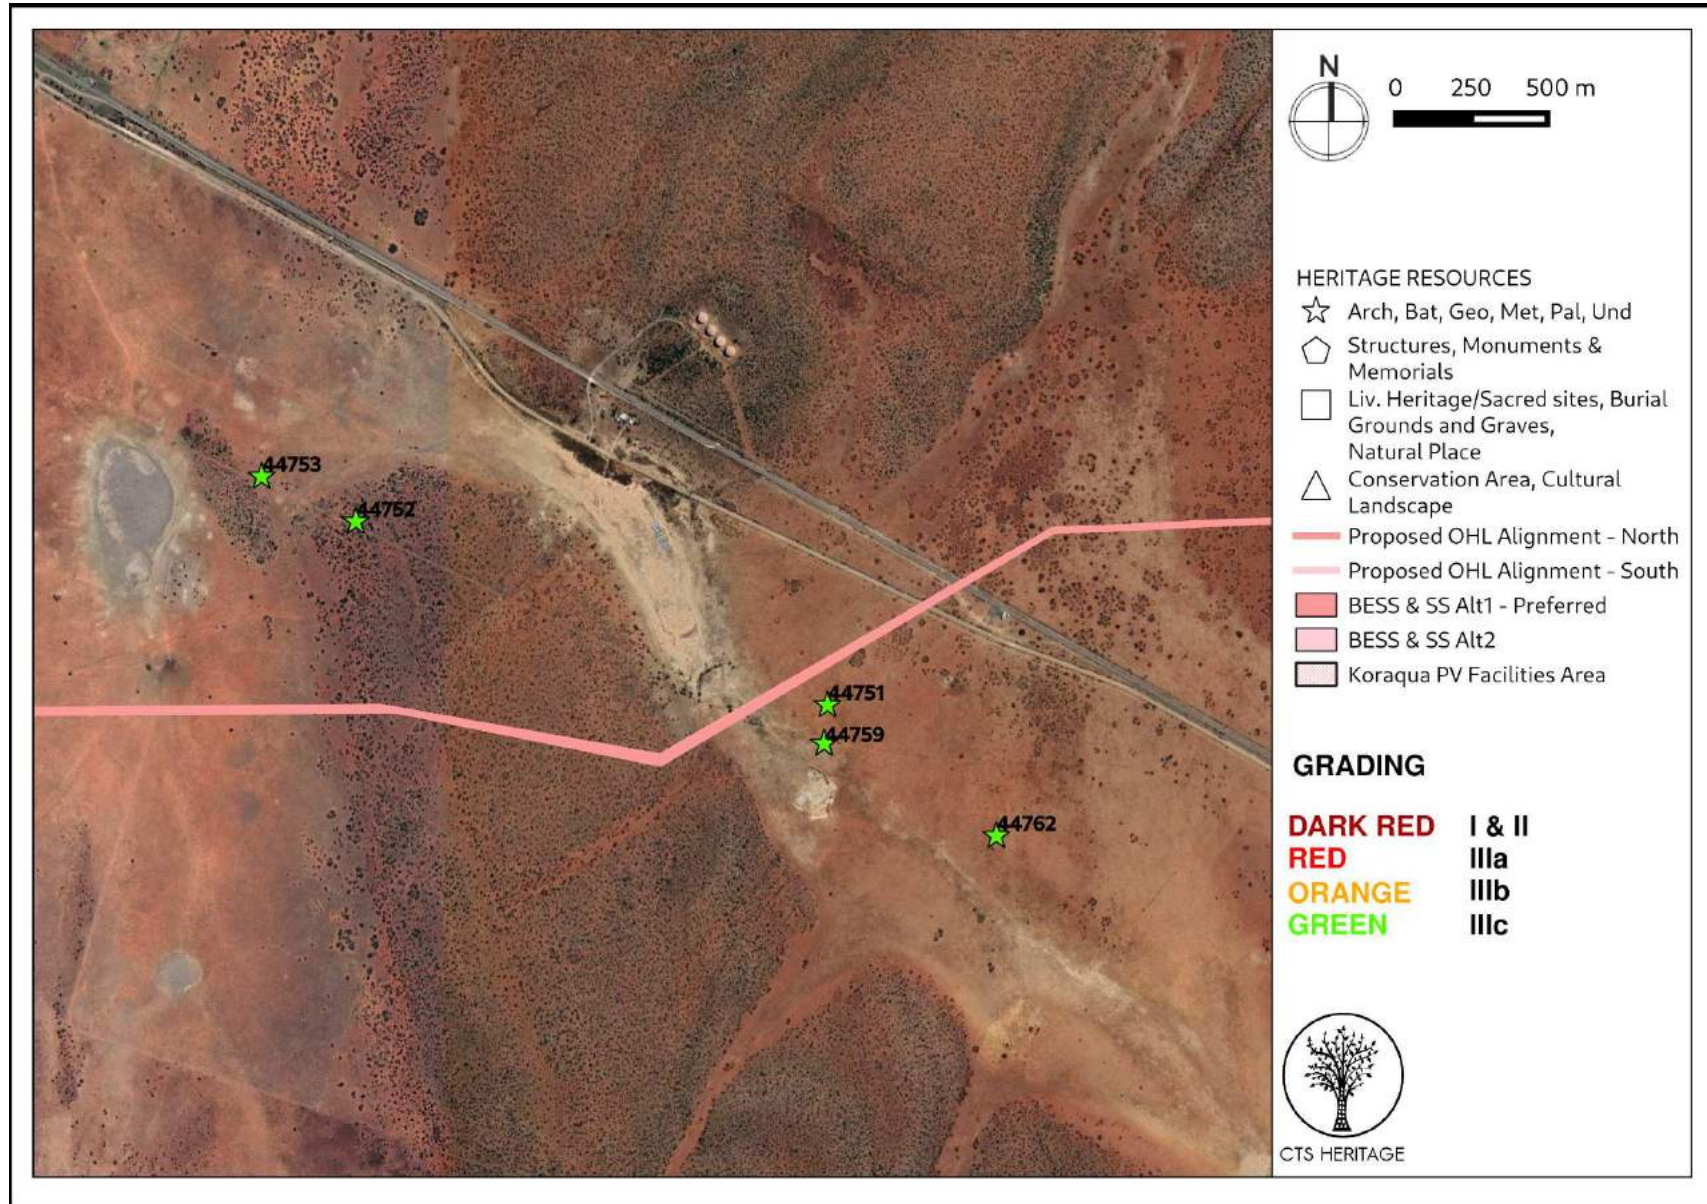 N
0 250 500 m
HERITAGE RESOURCES
Arch, Bat, Geo, Met, Pal, Und
Structures, Monuments &
Memorials
Liv. Heritage/Sacred sites, Burial
Grounds and Graves,
Natural Place
Conservation Area, Cultural
Landscape
Proposed OHL Alignment - North
Proposed OHL Alignment - South
BESS & SS Alt1 - Preferred
BESS & SS Alt2
Koraqua PV Facilities Area
GRADING
DARK RED I & II
RED IIIa
ORANGE IIIb
GREEN IIIc
CTS HERITAGE
44753
44752
44751
44759
44762